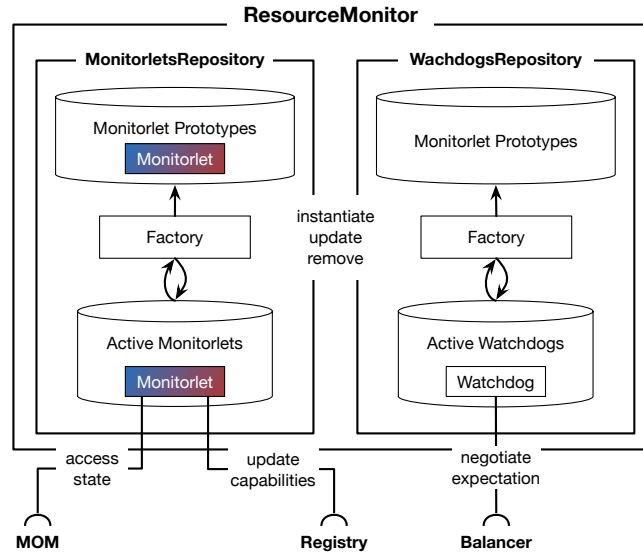 ResourceMonitor
MonitorletsRepository
Monitorlet Prototypes
Monitorlet
Factory
Active Monitorlets
Monitorlet
instantiate
update
remove
WachdogsRepository
Monitorlet Prototypes
Factory
Active Watchdogs
Watchdog
access
state
update
capabilities
negotiate
expectation
MOM
Registry
Balancer